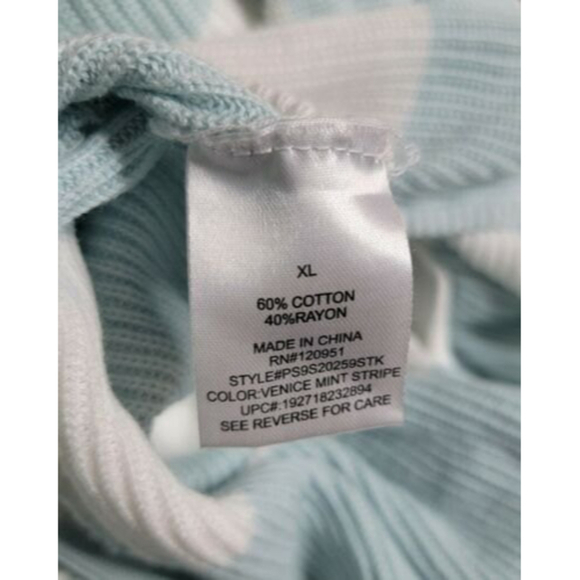 XL
60% COTTON
40%RAYON
MADE IN CHINA
RN#120951
STYLE#PS9S20259STK
COLOR:VENICE MINT STRIPE
UPC#:192718232894
SEE REVERSE FOR CARE